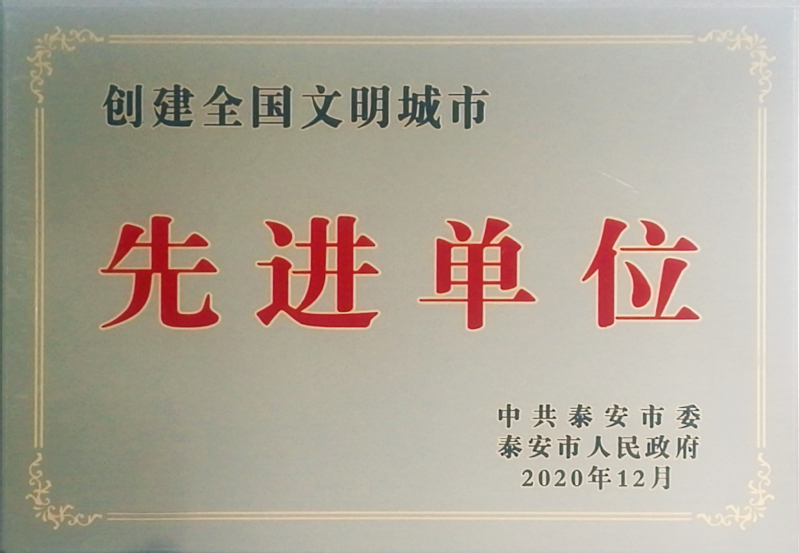 创建全国文明城市
先进单位
中共泰安市委
泰安市人民政府
2020年12月